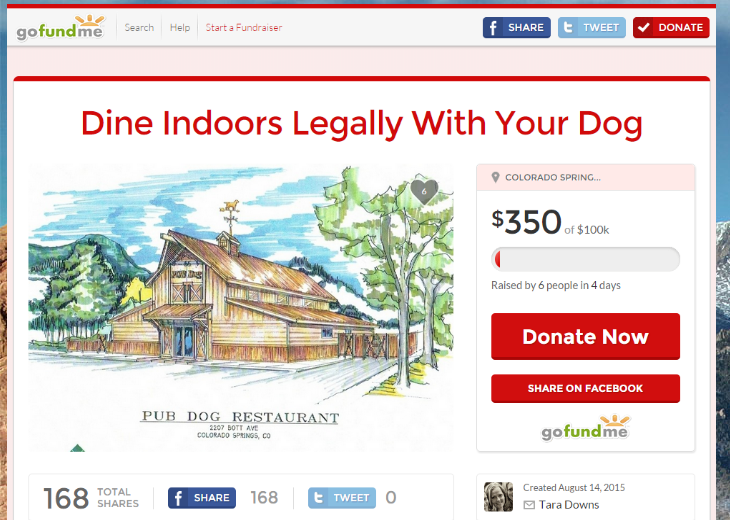 gofundme
Search
Help
Start a Fundraiser
SHARE
TWEET
DONATE
Dine Indoors Legally With Your Dog
6
COLORADO SPRING...
$350 of $100k
Raised by 6 people in 4 days
Donate Now
SHARE ON FACEBOOK
gofundme
PUB DOG
PUB DOG RESTAURANT
2207 BOTT AVE
COLORADO SPRINGS, CO
168 TOTAL SHARES
SHARE
168
TWEET
0
Created August 14, 2015
Tara Downs